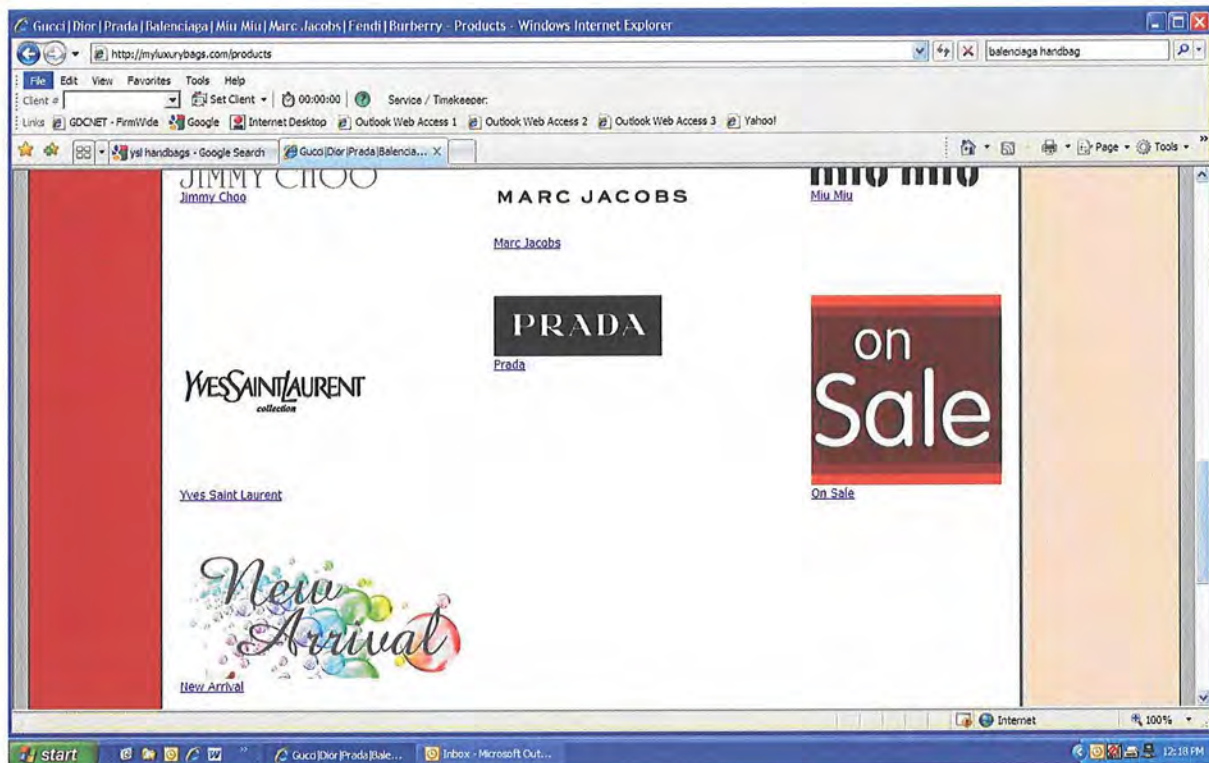 Gucci|Dior|Prada|Balenciaga|Miu Miu|Marc Jacobs|Fendi|Burberry - Products - Windows Internet Explorer
http://myluxurybags.com/products
balenciaga handbag
File Edit View Favorites Tools Help
Client # Set Client 00:00:00 Service / Timekeeper:
Links GDCNET - FirmWide Google Internet Desktop Outlook Web Access 1 Outlook Web Access 2 Outlook Web Access 3 Yahoo!
ysl handbags - Google Search Gucci|Dior|Prada|Balencia... X Page Tools
JIMMY CHOO
MARC JACOBS
miu miu
Jimmy Choo
Miu Miu
Marc Jacobs
PRADA
Prada
on
Sale
YVESSAINTLAURENT
collection
Yves Saint Laurent
On Sale
New
Arrival
New Arrival
Internet 100%
start Gucci|Dior|Prada|Bale... Inbox - Microsoft Out... 12:18 PM